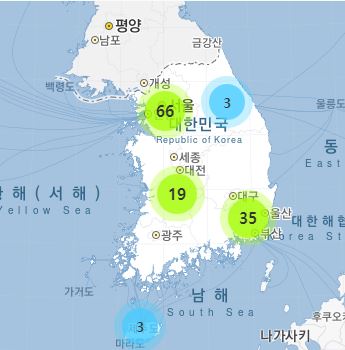 평양
남포
금강산
개성
백령도
서울
66
3
울릉도
대한민국
Republic of Korea
세종
대전
동
East
한 (서 해)
Yellow Sea
19
대구
35
울산
부산
대 한 해 협
Korea Str
광주
가거도
남 해
South Sea
3
제주도
마라도
후쿠오카
나가사키